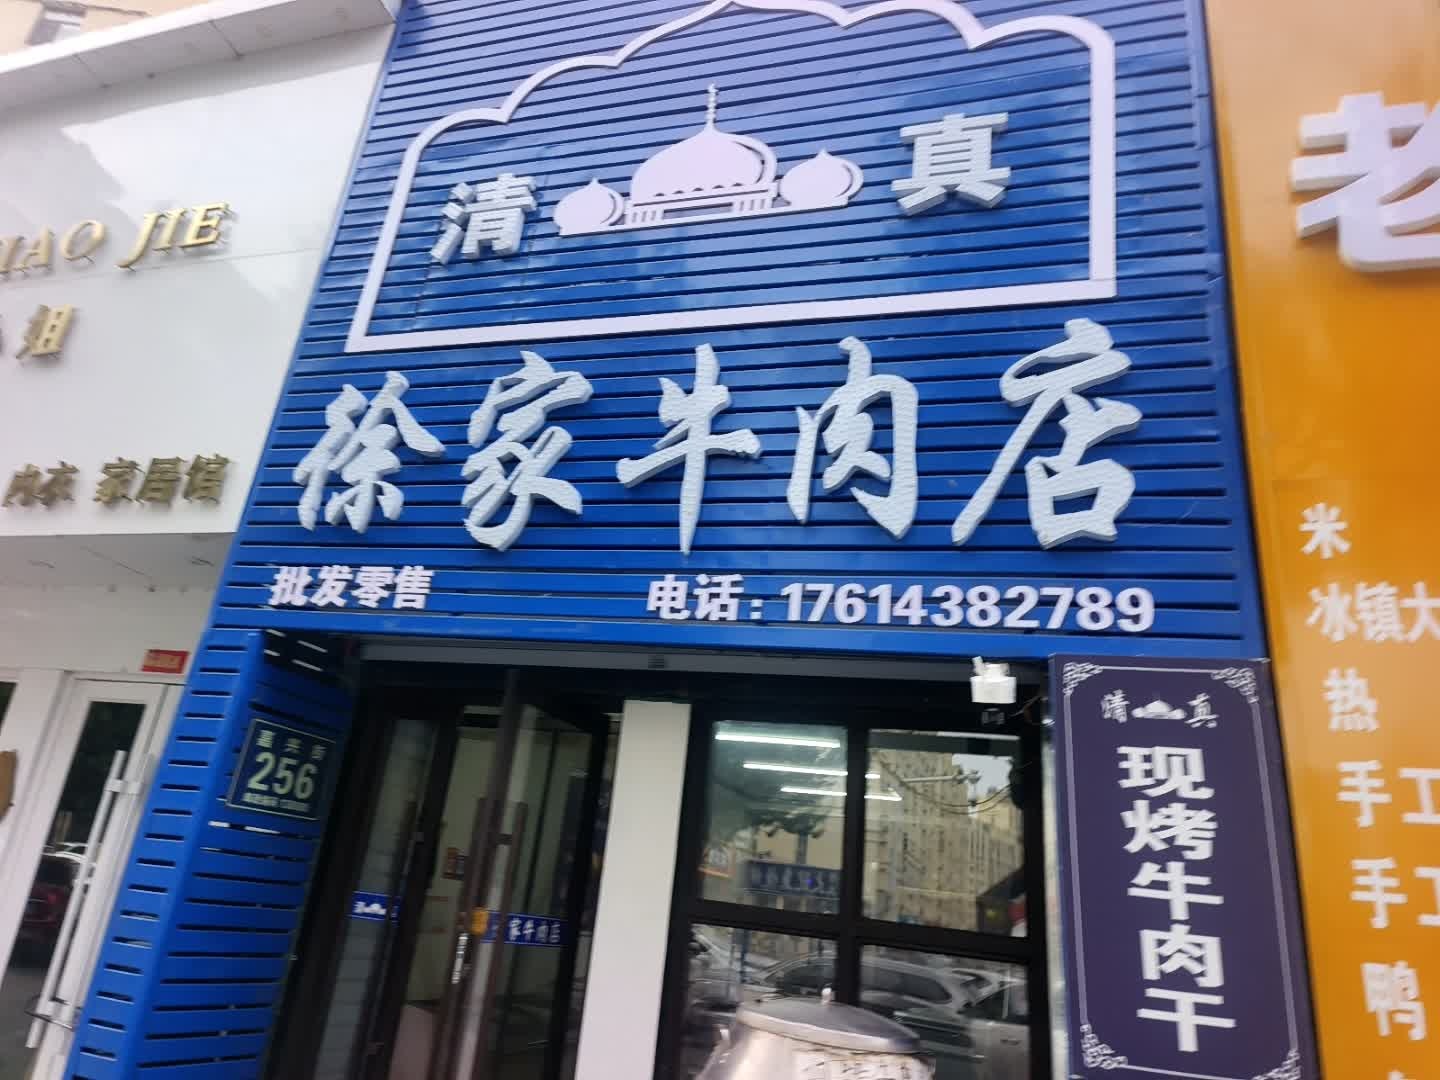 清 真
徐家牛肉店
批发零售 电话:17614382789
256
清 真
现烤牛肉干
家牛肉店
IAO JIE
姐
内衣 家居馆
老
米
冰镇大
热
手工
手工
鸭